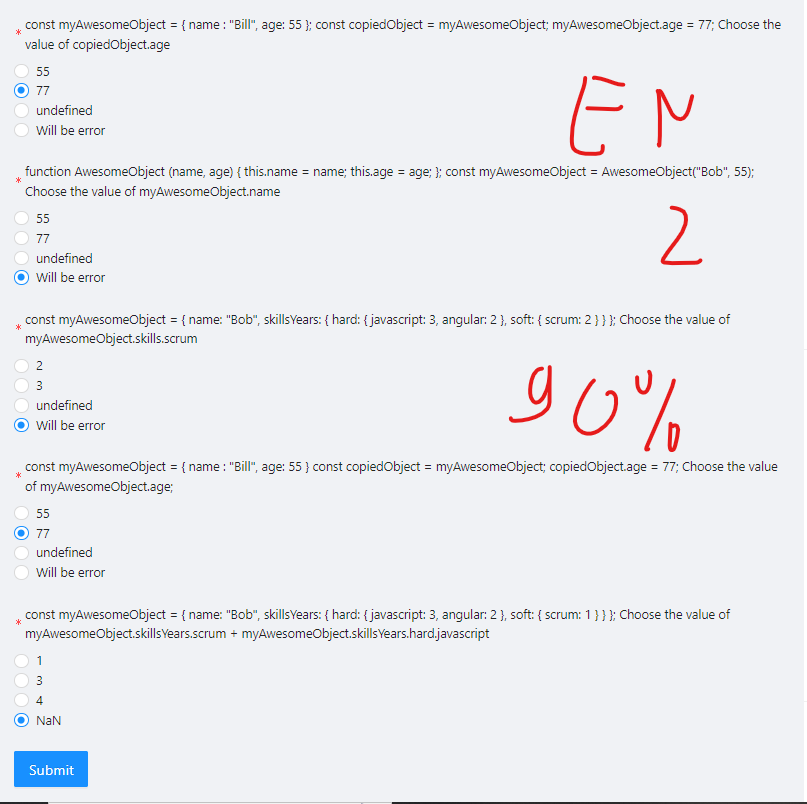 * const myAwesomeObject = { name : "Bill", age: 55 }; const copiedObject = myAwesomeObject; myAwesomeObject.age = 77; Choose the
value of copiedObject.age
55
77
undefined
Will be error
EN
* function AwesomeObject (name, age) { this.name = name; this.age = age; }; const myAwesomeObject = AwesomeObject("Bob", 55);
Choose the value of myAwesomeObject.name
55
77
undefined
Will be error
2
* const myAwesomeObject = { name: "Bob", skillsYears: { hard: { javascript: 3, angular: 2 }, soft: { scrum: 2 } } }; Choose the value of
myAwesomeObject.skills.scrum
2
3
undefined
Will be error
90%
* const myAwesomeObject = { name : "Bill", age: 55 } const copiedObject = myAwesomeObject; copiedObject.age = 77; Choose the value
of myAwesomeObject.age;
55
77
undefined
Will be error
* const myAwesomeObject = { name: "Bob", skillsYears: { hard: { javascript: 3, angular: 2 }, soft: { scrum: 1 } } }; Choose the value of
myAwesomeObject.skillsYears.scrum + myAwesomeObject.skillsYears.hard.javascript
1
3
4
NaN
Submit